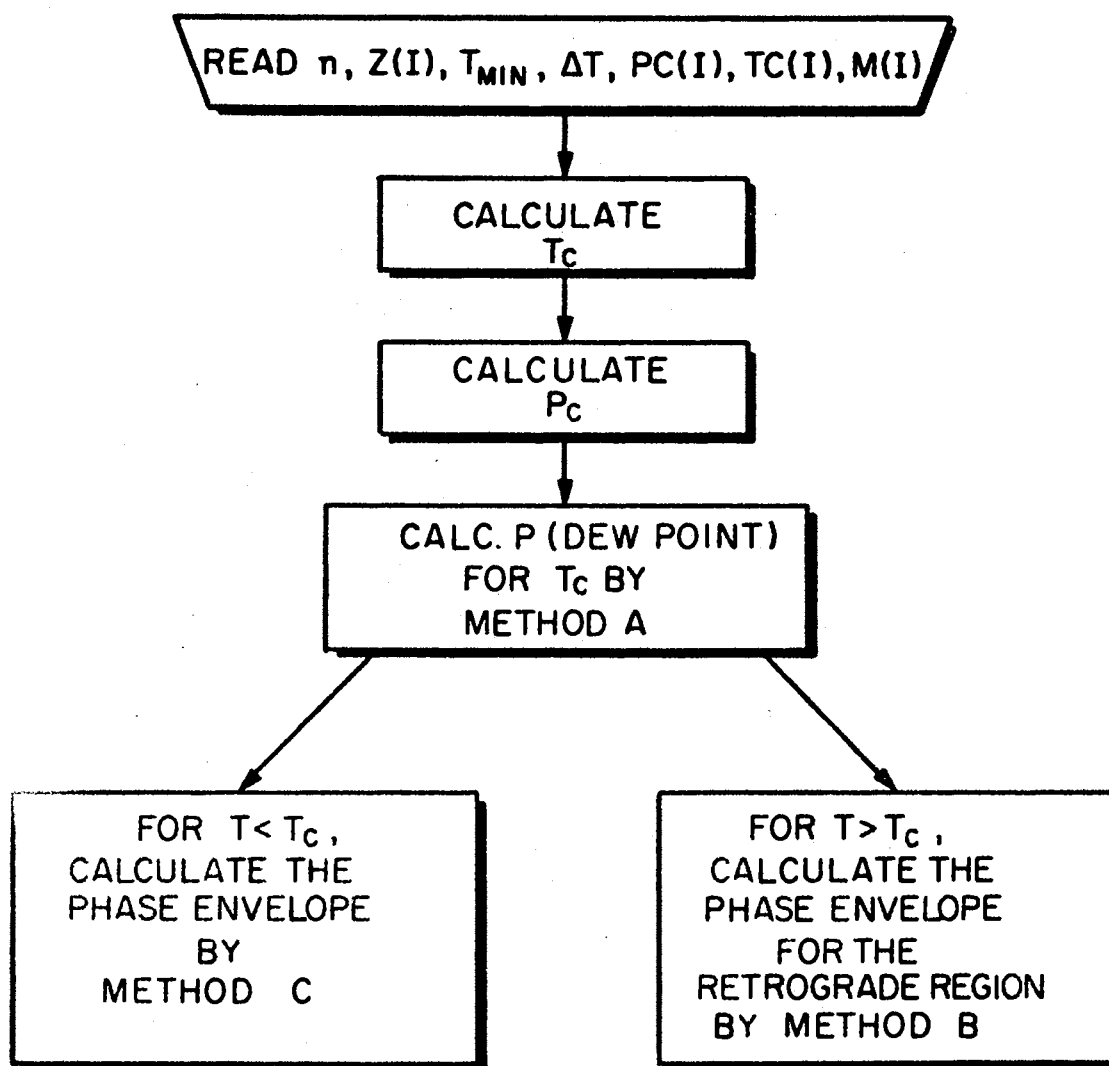 READ n, Z(I), TMIN, ΔT, PC(I), TC(I), M(I)
CALCULATE
Tc
CALCULATE
Pc
CALC. P (DEW POINT)
FOR Tc BY
METHOD A
FOR T < Tc,
CALCULATE THE
PHASE ENVELOPE
BY
METHOD C
FOR T > Tc,
CALCULATE THE
PHASE ENVELOPE
FOR THE
RETROGRADE REGION
BY METHOD B